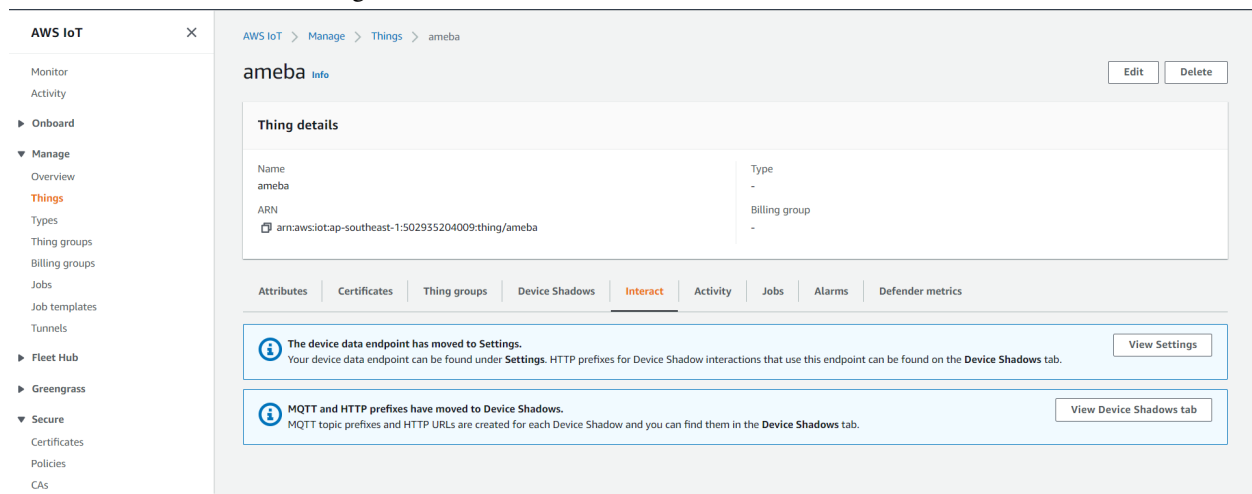 AWS IoT
Monitor
Activity
Onboard
Manage
Overview
Things
Types
Thing groups
Billing groups
Jobs
Job templates
Tunnels
Fleet Hub
Greengrass
Secure
Certificates
Policies
CAs
AWS IoT > Manage > Things > ameba
ameba Info
Edit Delete
Thing details
Name
ameba
ARN
arn:aws:iot:ap-southeast-1:502935204009:thing/ameba
Type
-
Billing group
-
Attributes Certificates Thing groups Device Shadows Interact Activity Jobs Alarms Defender metrics
The device data endpoint has moved to Settings.
Your device data endpoint can be found under Settings. HTTP prefixes for Device Shadow interactions that use this endpoint can be found on the Device Shadows tab.
View Settings
MQTT and HTTP prefixes have moved to Device Shadows.
MQTT topic prefixes and HTTP URLs are created for each Device Shadow and you can find them in the Device Shadows tab.
View Device Shadows tab